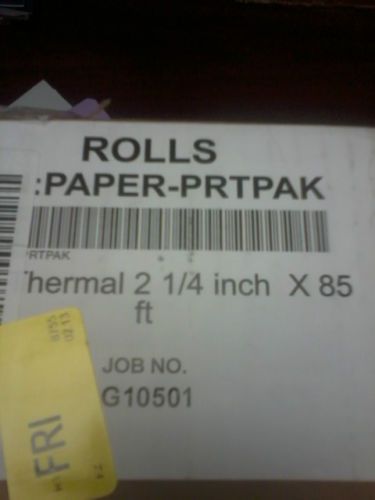 ROLLS
:PAPER-PRTPAK
PRTPAK
Thermal 2 1/4 inch X 85
ft
JOB NO.
G10501
FRI